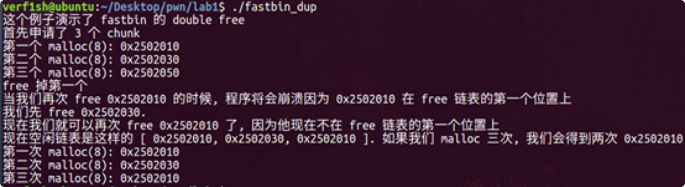 verf1sh@ubuntu:~/Desktop/pwn/lab1$ ./fastbin_dup
这个例子演示了 fastbin 的 double free
首先申请了 3 个 chunk
第一个 malloc(8): 0x2502010
第二个 malloc(8): 0x2502030
第三个 malloc(8): 0x2502050
free 掉第一个
当我们再次 free 0x2502010 的时候, 程序将会崩溃因为 0x2502010 在 free 链表的第一个位置上
我们先 free 0x2502030.
现在我们就可以再次 free 0x2502010 了, 因为他现在不在 free 链表的第一个位置上
现在空闲链表是这样的 [ 0x2502010, 0x2502030, 0x2502010 ]. 如果我们 malloc 三次, 我们会得到两次 0x2502010
第一次 malloc(8): 0x2502010
第二次 malloc(8): 0x2502030
第三次 malloc(8): 0x2502010